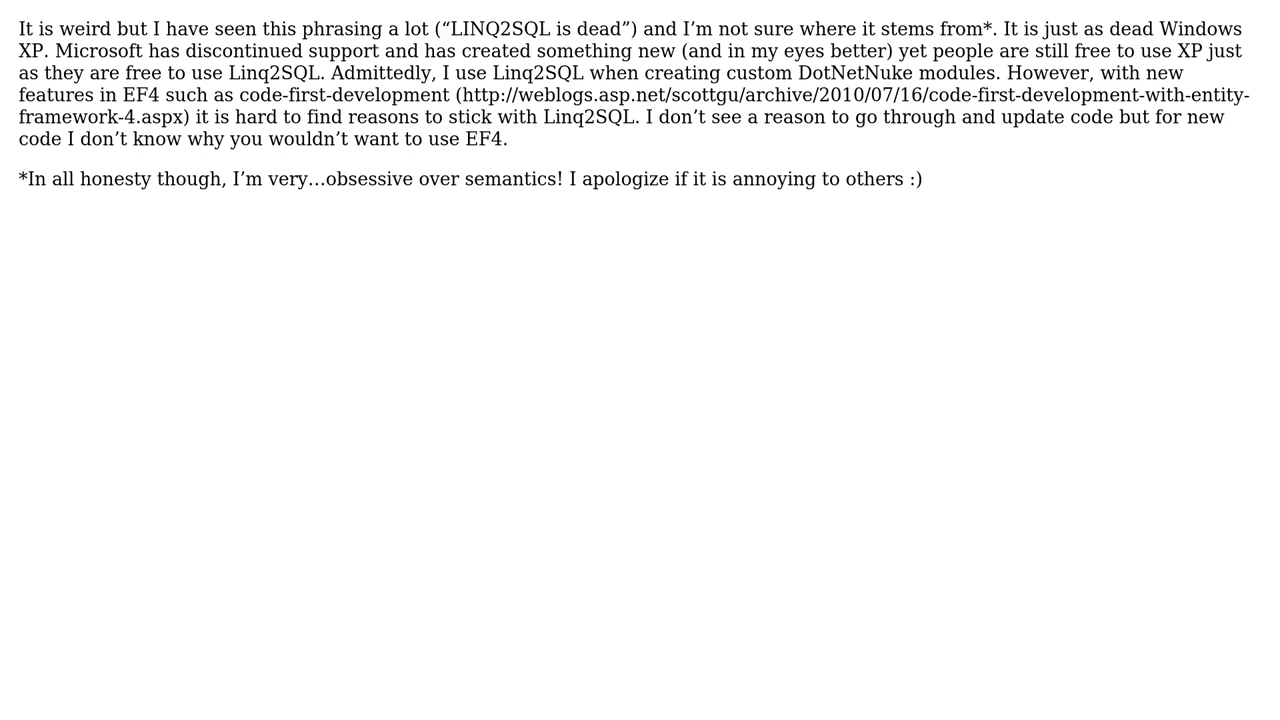 It is weird but I have seen this phrasing a lot (“LINQ2SQL is dead”) and I’m not sure where it stems from*. It is just as dead Windows
XP. Microsoft has discontinued support and has created something new (and in my eyes better) yet people are still free to use XP just
as they are free to use Linq2SQL. Admittedly, I use Linq2SQL when creating custom DotNetNuke modules. However, with new
features in EF4 such as code-first-development (http://weblogs.asp.net/scottgu/archive/2010/07/16/code-first-development-with-entity-
framework-4.aspx) it is hard to find reasons to stick with Linq2SQL. I don’t see a reason to go through and update code but for new
code I don’t know why you wouldn’t want to use EF4.
*In all honesty though, I’m very…obsessive over semantics! I apologize if it is annoying to others :)